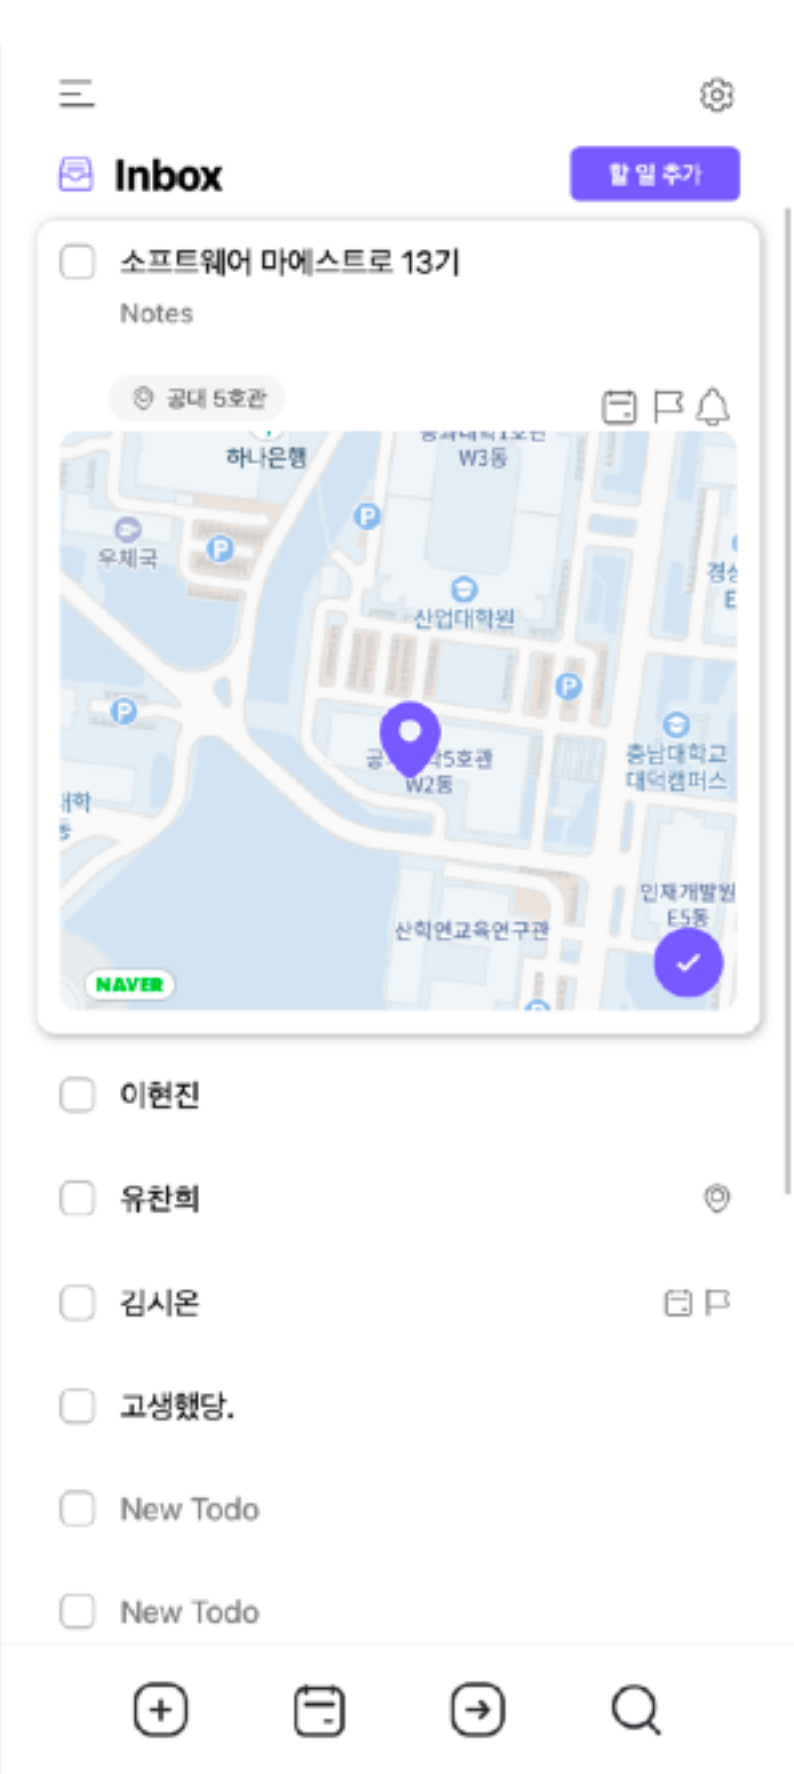 Inbox
할 일 추가
소프트웨어 마에스트로 13기
Notes
공대 5호관
하나은행
W3동
P
우체국
P
산업대학원
P
P
충남대학교
대덕캠퍼스
5호관
W2동
인재개발원
E5동
산학연교육연구관
NAVER
이현진
유찬희
김시온
고생했당.
New Todo
New Todo